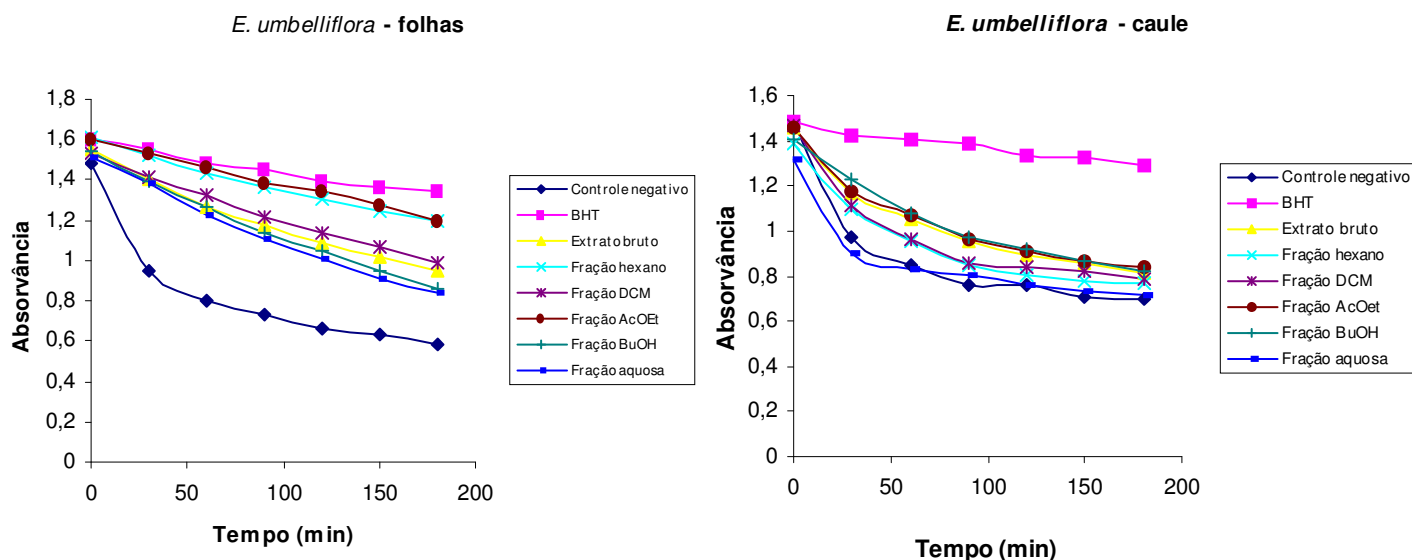 E. umbelliflora - folhas
Absorvância
1,8
1,6
1,4
1,2
1
0,8
0,6
0,4
0,2
0
0
50
100
150
200
Tempo (min)
Controle negativo
BHT
Extrato bruto
Fração hexano
Fração DCM
Fração AcOEt
Fração BuOH
Fração aquosa
E. umbelliflora - caule
Absorvância
1,6
1,4
1,2
1
0,8
0,6
0,4
0,2
0
0
50
100
150
200
Tempo (min)
Controle negativo
BHT
Extrato bruto
Fração hexano
Fração DCM
Fração AcOet
Fração BuOH
Fração aquosa